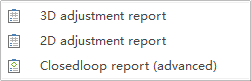 3D adjustment report
2D adjustment report
Closedloop report (advanced)